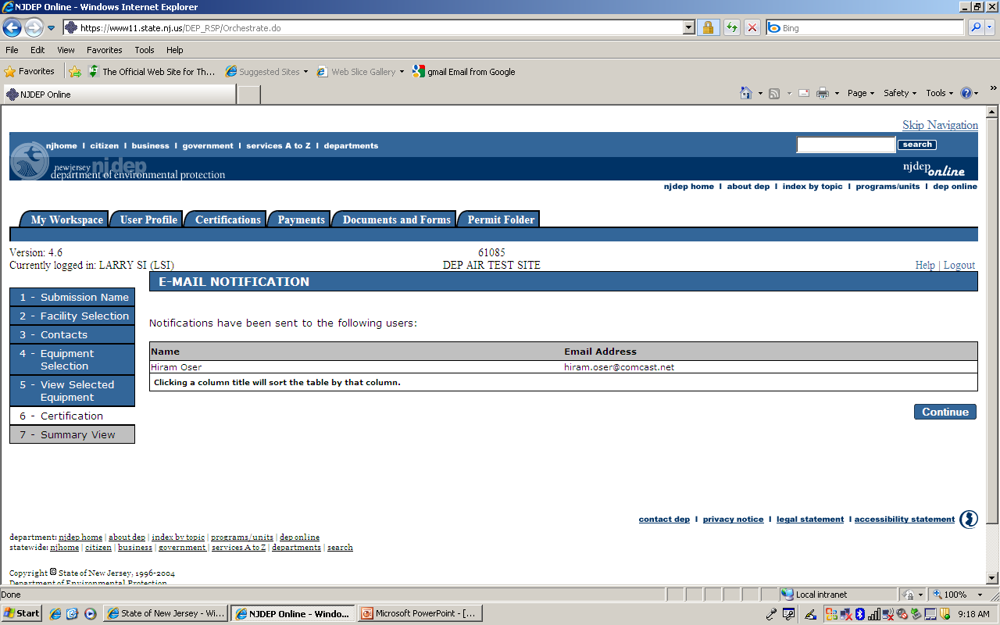 NJDEP Online - Windows Internet Explorer
https://www11.state.nj.us/DEP_RSP/Orchestrate.do
Bing
File Edit View Favorites Tools Help
Favorites The Official Web Site for Th... Suggested Sites Web Slice Gallery gmail Email from Google
NJDEP Online
Page Safety Tools
Skip Navigation
njhome | citizen | business | government | services A to Z | departments
search
newjersey njdep
department of environmental protection
njdep online
njdep home | about dep | index by topic | programs/units | dep online
My Workspace User Profile Certifications Payments Documents and Forms Permit Folder
Version: 4.6 61085
Currently logged in: LARRY SI (LSI) DEP AIR TEST SITE Help | Logout
E-MAIL NOTIFICATION
1 - Submission Name
2 - Facility Selection
3 - Contacts
4 - Equipment
Selection
5 - View Selected
Equipment
6 - Certification
7 - Summary View
Notifications have been sent to the following users:
Name Email Address
Hiram Oser hiram.oser@comcast.net
Clicking a column title will sort the table by that column.
Continue
contact dep | privacy notice | legal statement | accessibility statement
department: njdep home | about dep | index by topic | programs/units | dep online
statewide: njhome | citizen | business | government | services A to Z | departments | search
Copyright © State of New Jersey, 1996-2004
Department of Environmental Protection
Done Local intranet 100%
Start State of New Jersey - Wi... NJDEP Online - Windo... Microsoft PowerPoint - [... 9:18 AM